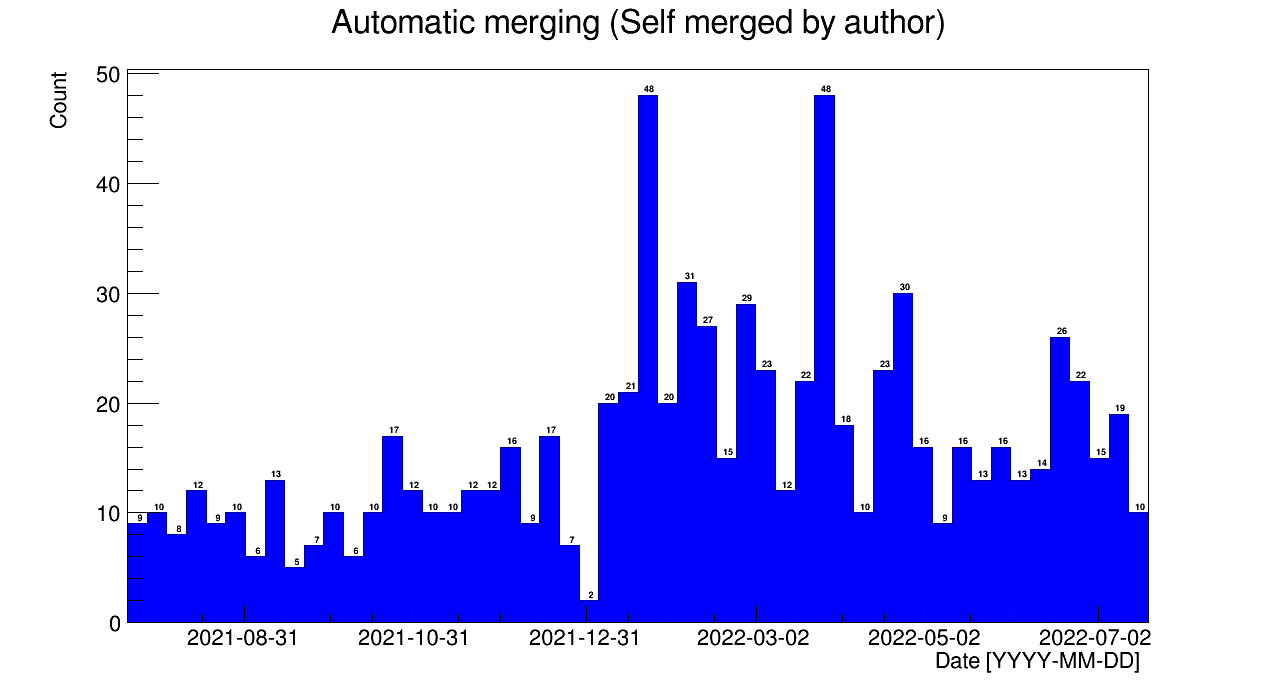 Automatic merging (Self merged by author)
Count
50
40
30
20
10
0
9 10 8 12 9 10 6 13 5 7 10 6 10 17 12 10 10 12 12 16 9 17 7 2 20 21 48 20 31 27 15 29 23 12 22 48 18 10 23 30 16 9 16 13 16 13 14 26 22 15 19 10
2021-08-31 2021-10-31 2021-12-31 2022-03-02 2022-05-02 2022-07-02
Date [YYYY-MM-DD]